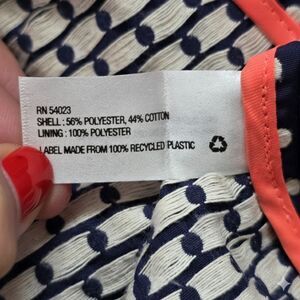 RN 54023
SHELL : 56% POLYESTER, 44% COTTON
LINING : 100% POLYESTER
LABEL MADE FROM 100% RECYCLED PLASTIC